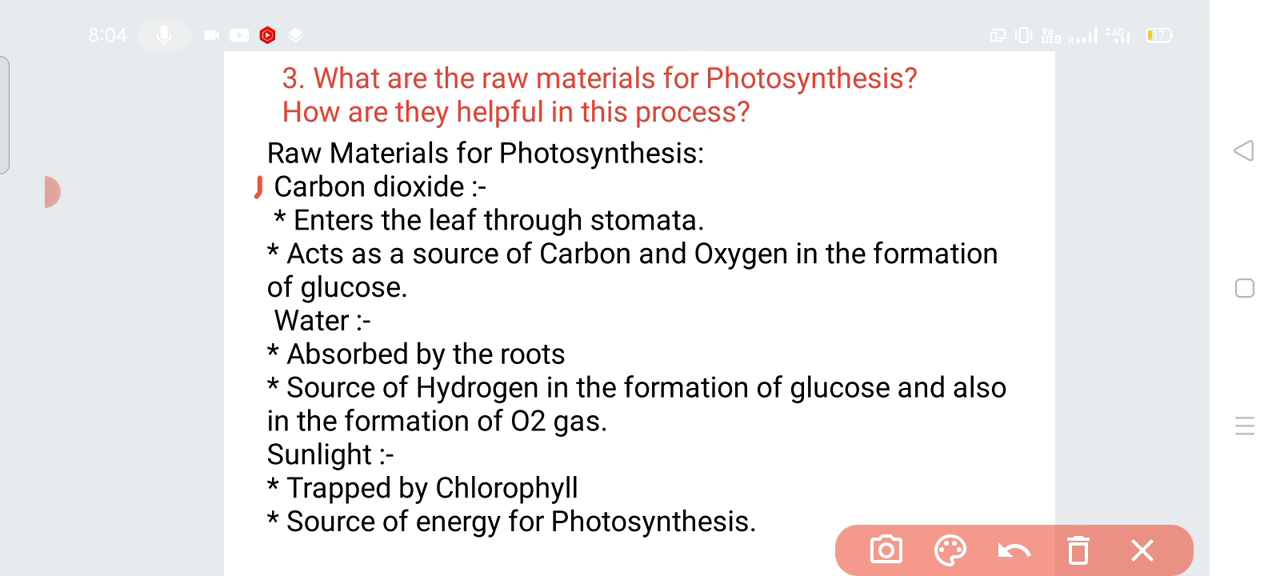 8:04
3. What are the raw materials for Photosynthesis?
How are they helpful in this process?
Raw Materials for Photosynthesis:
Carbon dioxide :-
* Enters the leaf through stomata.
* Acts as a source of Carbon and Oxygen in the formation
of glucose.
Water :-
* Absorbed by the roots
* Source of Hydrogen in the formation of glucose and also
in the formation of O2 gas.
Sunlight :-
* Trapped by Chlorophyll
* Source of energy for Photosynthesis.